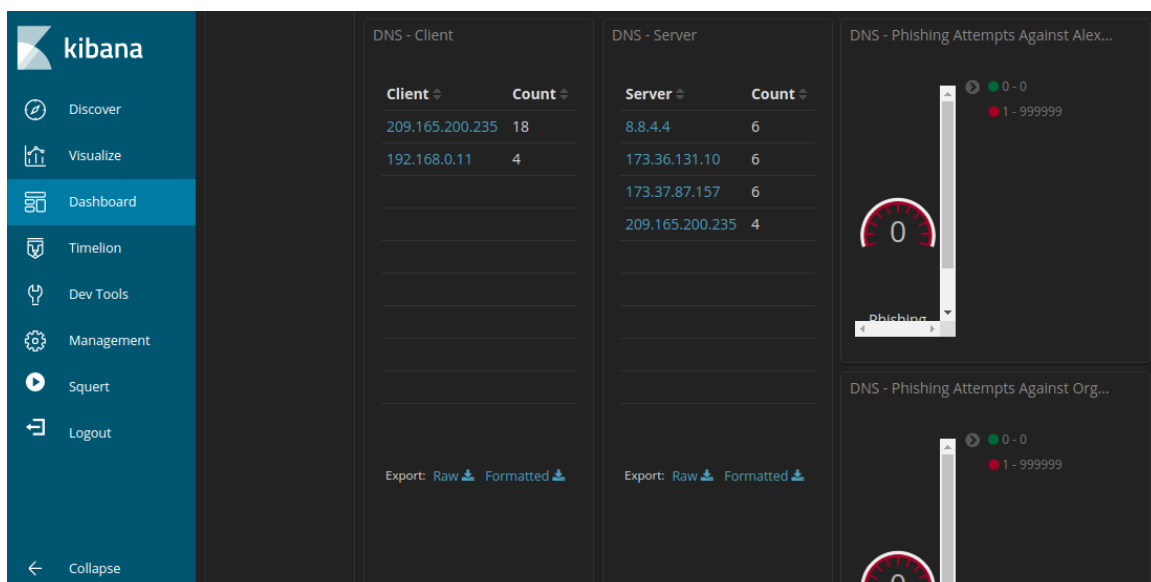 kibana
Discover
Visualize
Dashboard
Timelion
Dev Tools
Management
Squert
Logout
Collapse
DNS - Client
Client Count
209.165.200.235 18
192.168.0.11 4
Export: Raw Formatted
DNS - Server
Server Count
8.8.4.4 6
173.36.131.10 6
173.37.87.157 6
209.165.200.235 4
Export: Raw Formatted
DNS - Phishing Attempts Against Alex...
0 - 0
1 - 999999
0
Phishing
DNS - Phishing Attempts Against Org...
0 - 0
1 - 999999
0